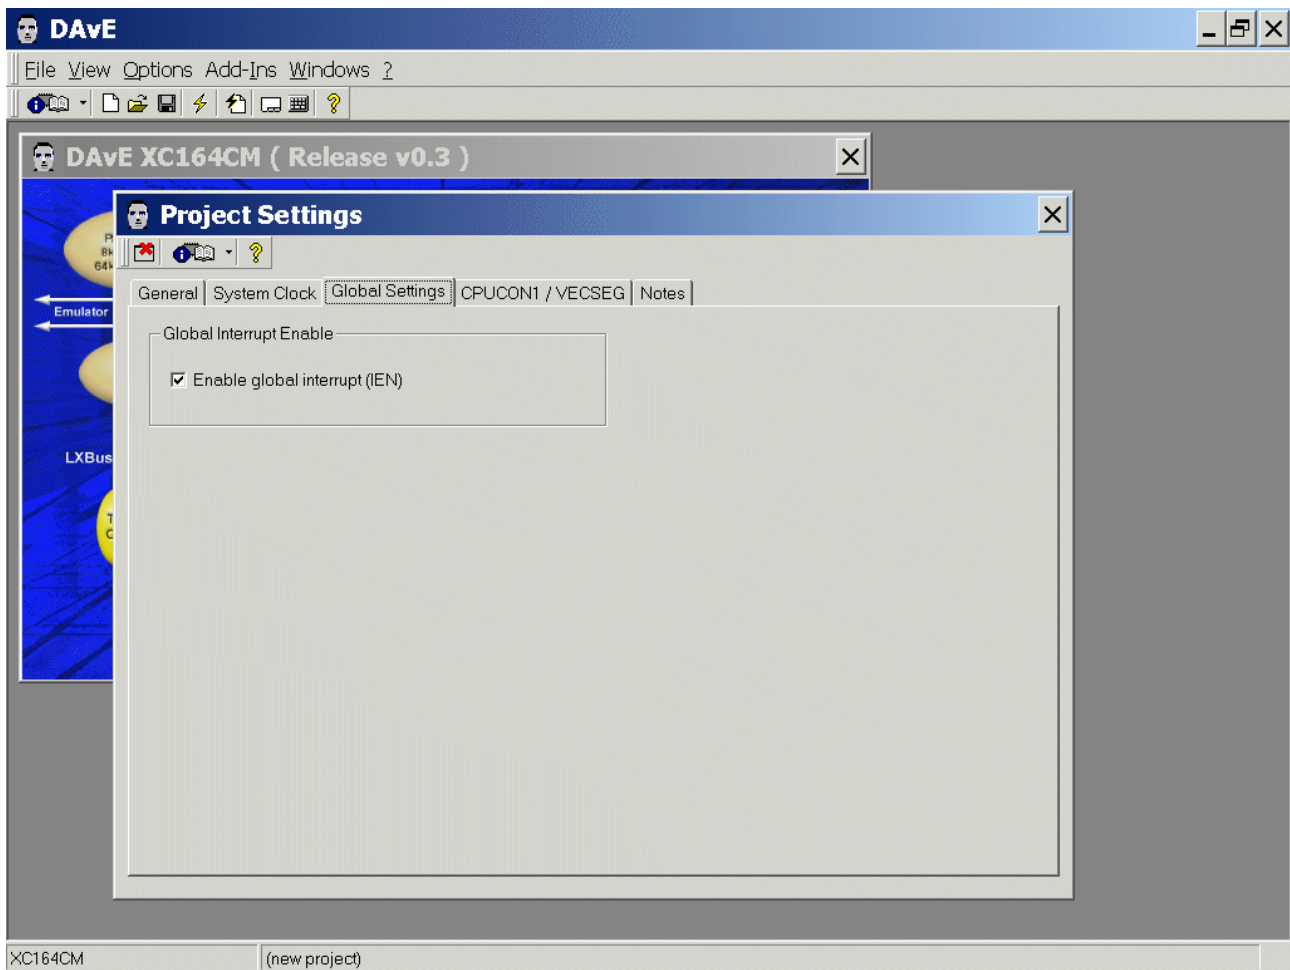 DAvE
File View Options Add-Ins Windows ?
DAvE XC164CM ( Release v0.3 )
Project Settings
General System Clock Global Settings CPUCON1 / VECSEG Notes
Emulator
Global Interrupt Enable
Enable global interrupt (IEN)
LXBus
XC164CM (new project)